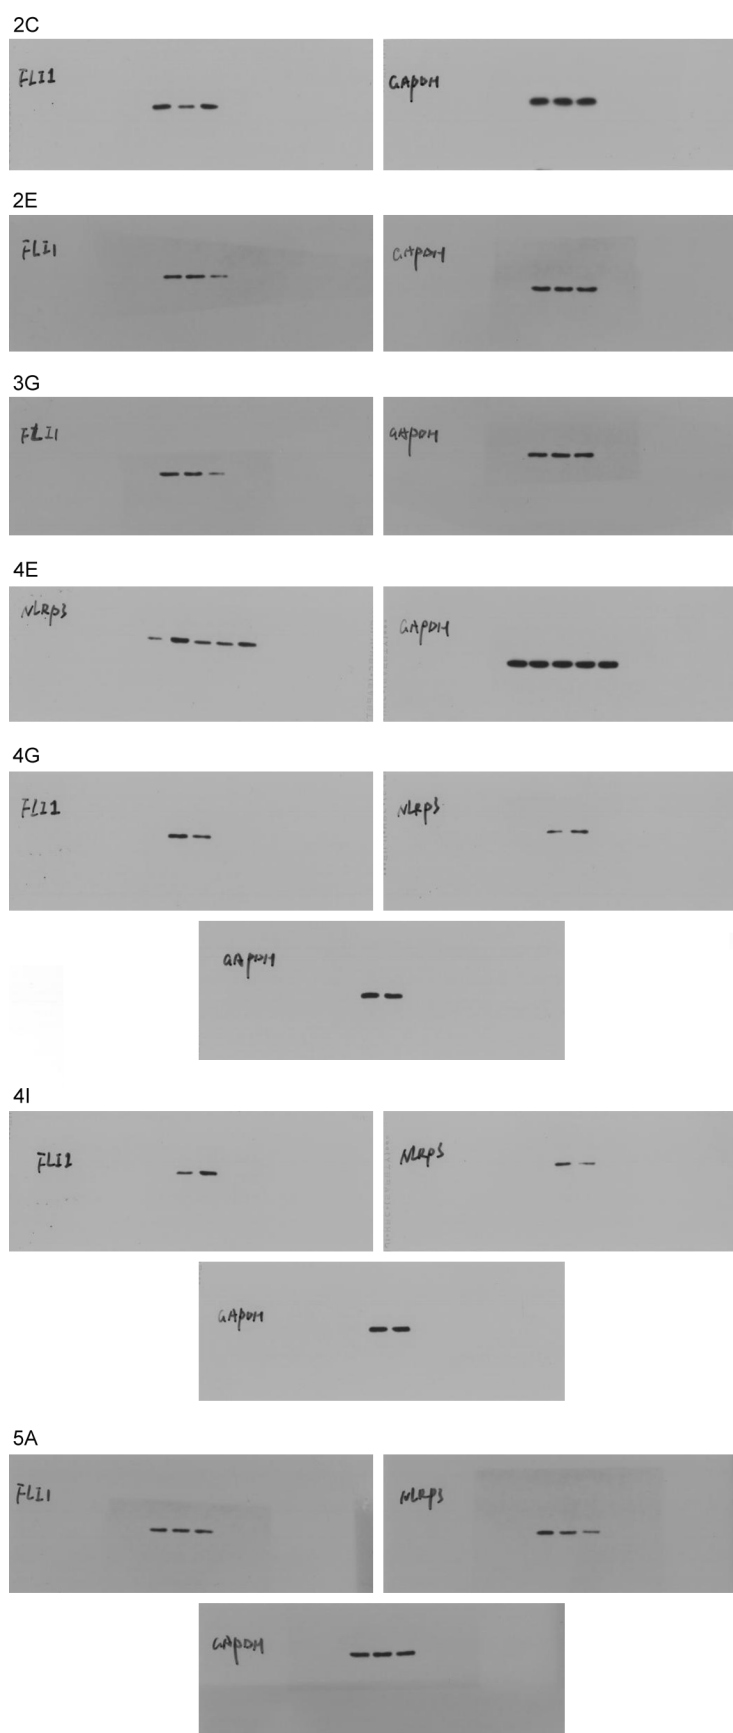 2C
FLI1
GAPDH
2E
FLI1
GAPDH
3G
FLI1
GAPDH
4E
NLRP3
GAPDH
4G
FLI1
NLRP3
GAPDH
4I
FLI1
NLRP3
GAPDH
5A
FLI1
NLRP3
GAPDH